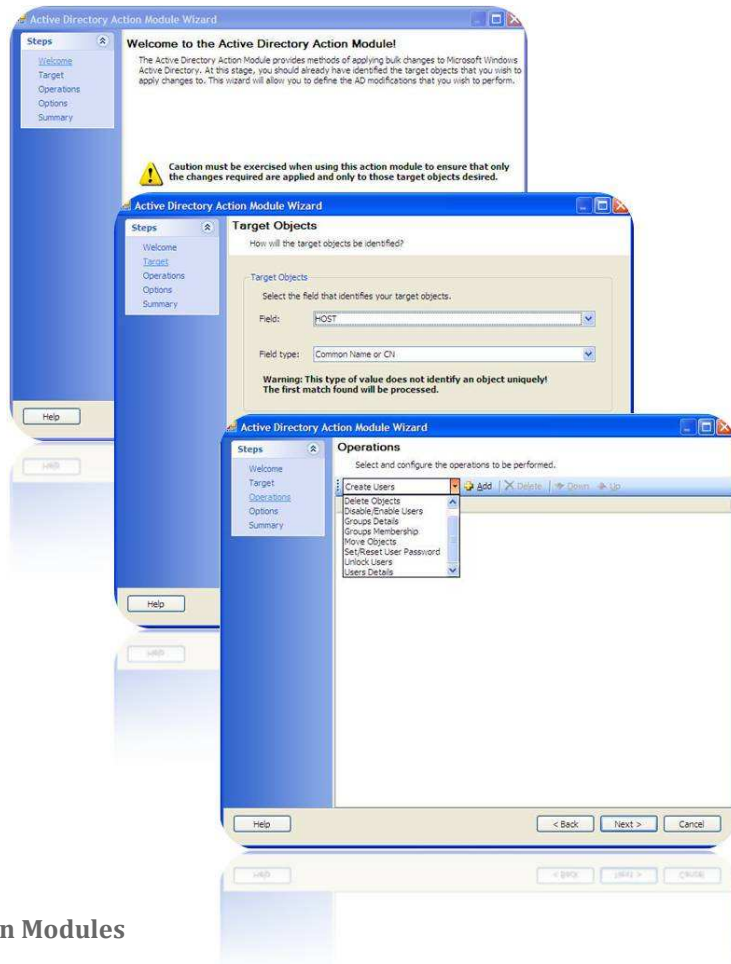 Active Directory Action Module Wizard
Steps
Welcome
Target
Operations
Options
Summary
Welcome to the Active Directory Action Module!
The Active Directory Action Module provides methods of applying bulk changes to Microsoft Windows
Active Directory. At this stage, you should already have identified the target objects that you wish to
apply changes to. This wizard will allow you to define the AD modifications that you wish to perform.
Caution must be exercised when using this action module to ensure that only
the changes required are applied and only to those target objects desired.
Help
Active Directory Action Module Wizard
Steps
Welcome
Target
Operations
Options
Summary
Target Objects
How will the target objects be identified?
Target Objects
Select the field that identifies your target objects.
Field: HOST
Field type: Common Name or CN
Warning: This type of value does not identify an object uniquely!
The first match found will be processed.
Help
Active Directory Action Module Wizard
Steps
Welcome
Target
Operations
Options
Summary
Operations
Select and configure the operations to be performed.
Create Users Add Delete Down Up
Delete Objects
Disable/Enable Users
Groups Details
Groups Membership
Move Objects
Set/Reset User Password
Unlock Users
Users Details
Help < Back Next > Cancel
n Modules